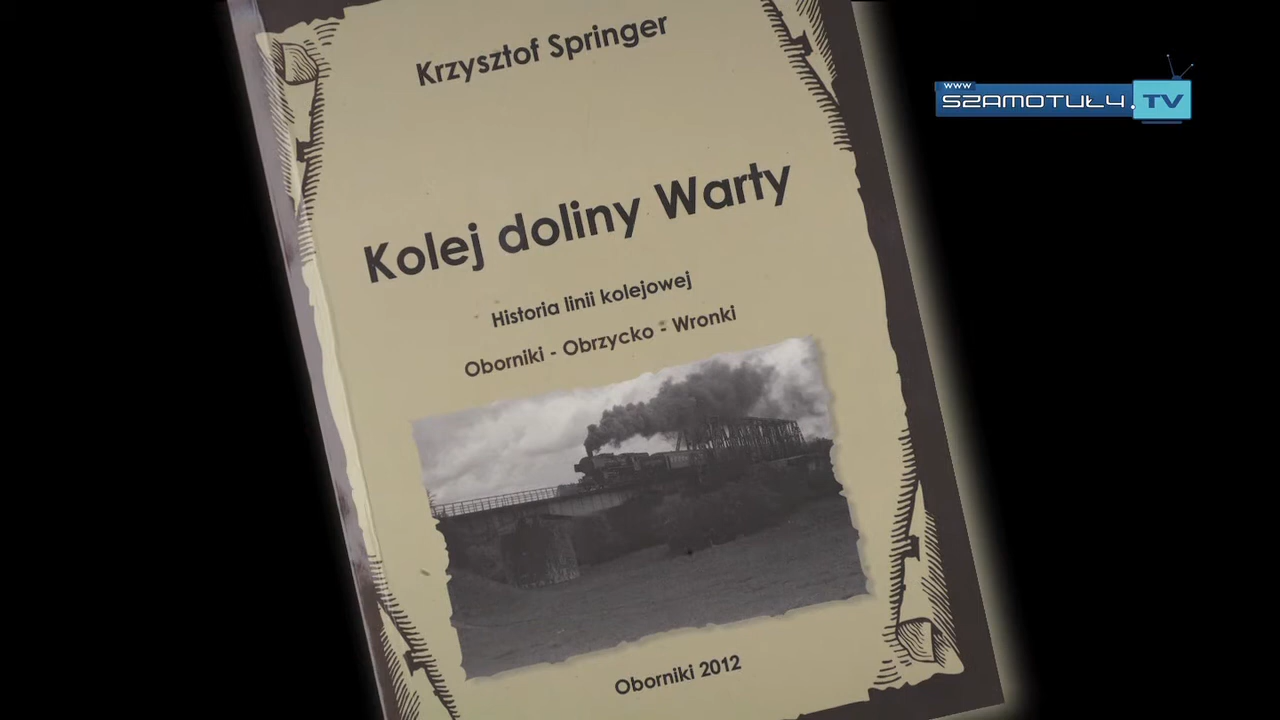 Krzysztof Springer
Kolej doliny Warty
Historia linii kolejowej
Oborniki - Obrzycko - Wronki
Oborniki 2012
WWW
SZAMOTUŁY.TV